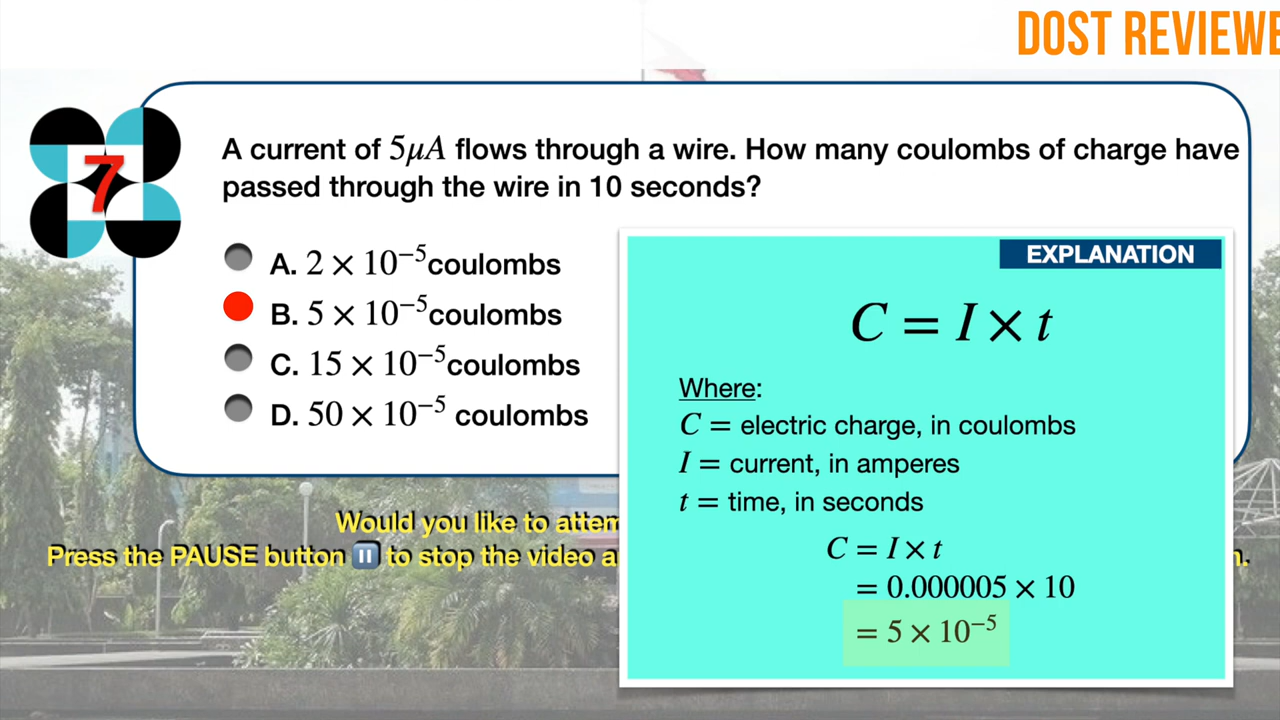 DOST REVIEWE
7
A current of 5μA flows through a wire. How many coulombs of charge have
passed through the wire in 10 seconds?
A. 2 × 10⁻⁵coulombs
B. 5 × 10⁻⁵coulombs
C. 15 × 10⁻⁵coulombs
D. 50 × 10⁻⁵ coulombs
EXPLANATION
C = I × t
Where:
C = electric charge, in coulombs
I = current, in amperes
t = time, in seconds
C = I × t
= 0.000005 × 10
= 5 × 10⁻⁵
Would you like to attem
Press the PAUSE button ⏸ to stop the video a